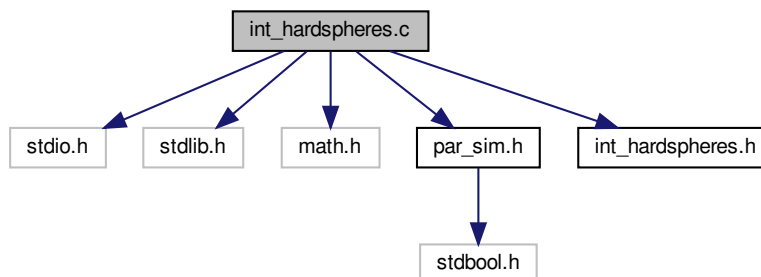 int_hardspheres.c
stdio.h
stdlib.h
math.h
par_sim.h
int_hardspheres.h
stdbool.h